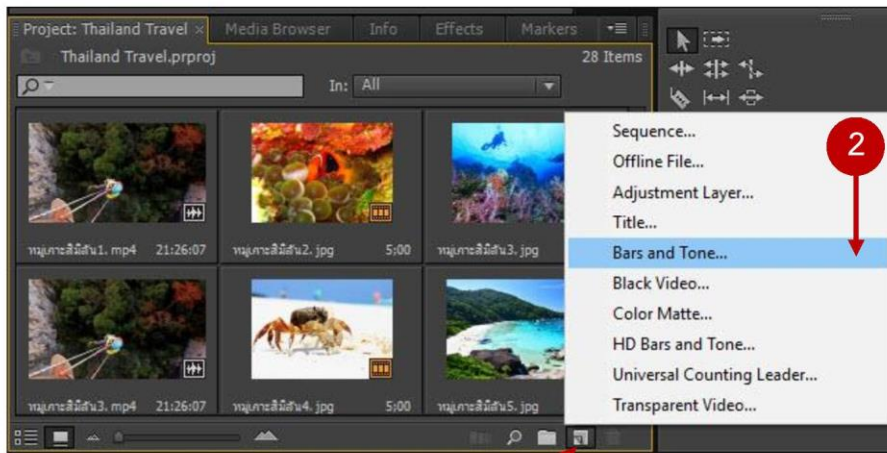 Project: Thailand Travel × Media Browser Info Effects Markers
Thailand Travel.prproj 28 Items
In: All
หมู่เกาะสิมิลัน1. mp4 21:26:07 หมู่เกาะสิมิลัน2. jpg 5;00 หมู่เกาะสิมิลัน3. jpg
หมู่เกาะสิมิลัน3. mp4 21:26:07 หมู่เกาะสิมิลัน4. jpg 5;00 หมู่เกาะสิมิลัน5. jpg
Sequence...
Offline File...
Adjustment Layer...
Title...
Bars and Tone...
Black Video...
Color Matte...
HD Bars and Tone...
Universal Counting Leader...
Transparent Video...
2